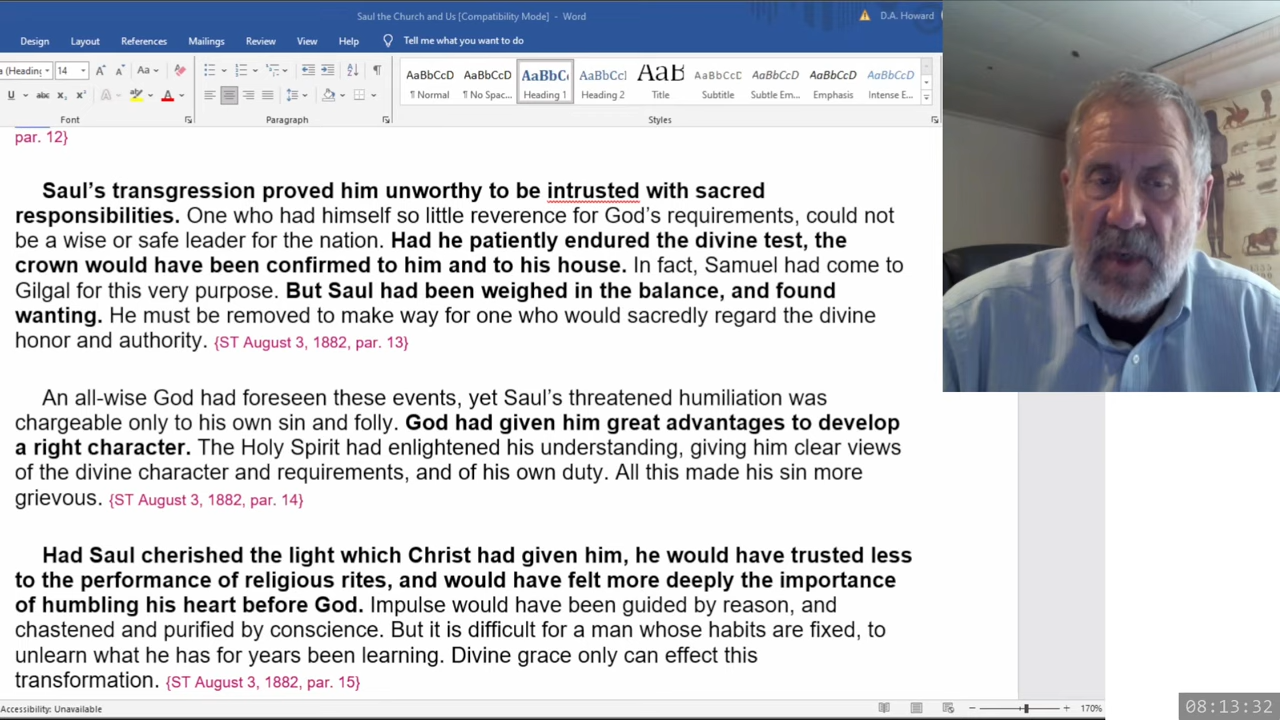 Saul the Church and Us [Compatibility Mode] - Word
D.A. Howard
Design Layout References Mailings Review View Help Tell me what you want to do
(Heading 14 A A Aa
AaBbCcD AaBbCcD AaBbC AaBbCcl AaB AaBbCcD AaBbCcD AaBbCcD AaBbCcD
U abc x₂ x² A A
¶ Normal ¶ No Spac... Heading 1 Heading 2 Title Subtitle Subtle Em... Emphasis Intense E...
Font Paragraph Styles
par. 12}
Saul's transgression proved him unworthy to be intrusted with sacred
responsibilities. One who had himself so little reverence for God's requirements, could not
be a wise or safe leader for the nation. Had he patiently endured the divine test, the
crown would have been confirmed to him and to his house. In fact, Samuel had come to
Gilgal for this very purpose. But Saul had been weighed in the balance, and found
wanting. He must be removed to make way for one who would sacredly regard the divine
honor and authority. {ST August 3, 1882, par. 13}
An all-wise God had foreseen these events, yet Saul's threatened humiliation was
chargeable only to his own sin and folly. God had given him great advantages to develop
a right character. The Holy Spirit had enlightened his understanding, giving him clear views
of the divine character and requirements, and of his own duty. All this made his sin more
grievous. {ST August 3, 1882, par. 14}
Had Saul cherished the light which Christ had given him, he would have trusted less
to the performance of religious rites, and would have felt more deeply the importance
of humbling his heart before God. Impulse would have been guided by reason, and
chastened and purified by conscience. But it is difficult for a man whose habits are fixed, to
unlearn what he has for years been learning. Divine grace only can effect this
transformation. {ST August 3, 1882, par. 15}
Accessibility: Unavailable
170%
08:13:32